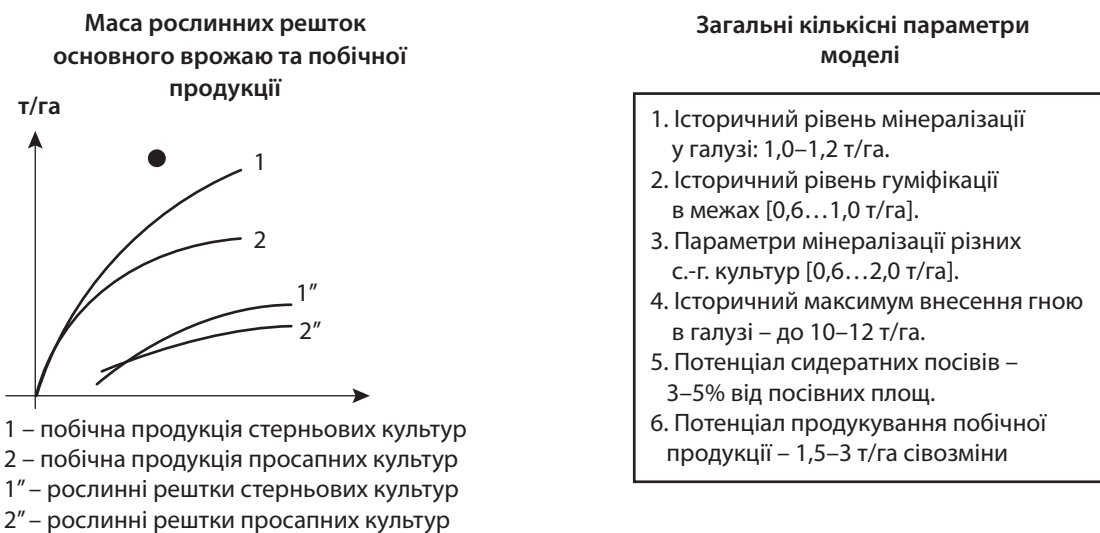 Маса рослинних решток
основного врожаю та побічної
продукції
т/га
1
2
1″
2″
1 – побічна продукція стерньових культур
2 – побічна продукція просапних культур
1″ – рослинні рештки стерньових культур
2″ – рослинні рештки просапних культур
Загальні кількісні параметри
моделі
1. Історичний рівень мінералізації
у галузі: 1,0–1,2 т/га.
2. Історичний рівень гуміфікації
в межах [0,6…1,0 т/га].
3. Параметри мінералізації різних
с.-г. культур [0,6…2,0 т/га].
4. Історичний максимум внесення гною
в галузі – до 10–12 т/га.
5. Потенціал сидератних посівів –
3–5% від посівних площ.
6. Потенціал продукування побічної
продукції – 1,5–3 т/га сівозміни